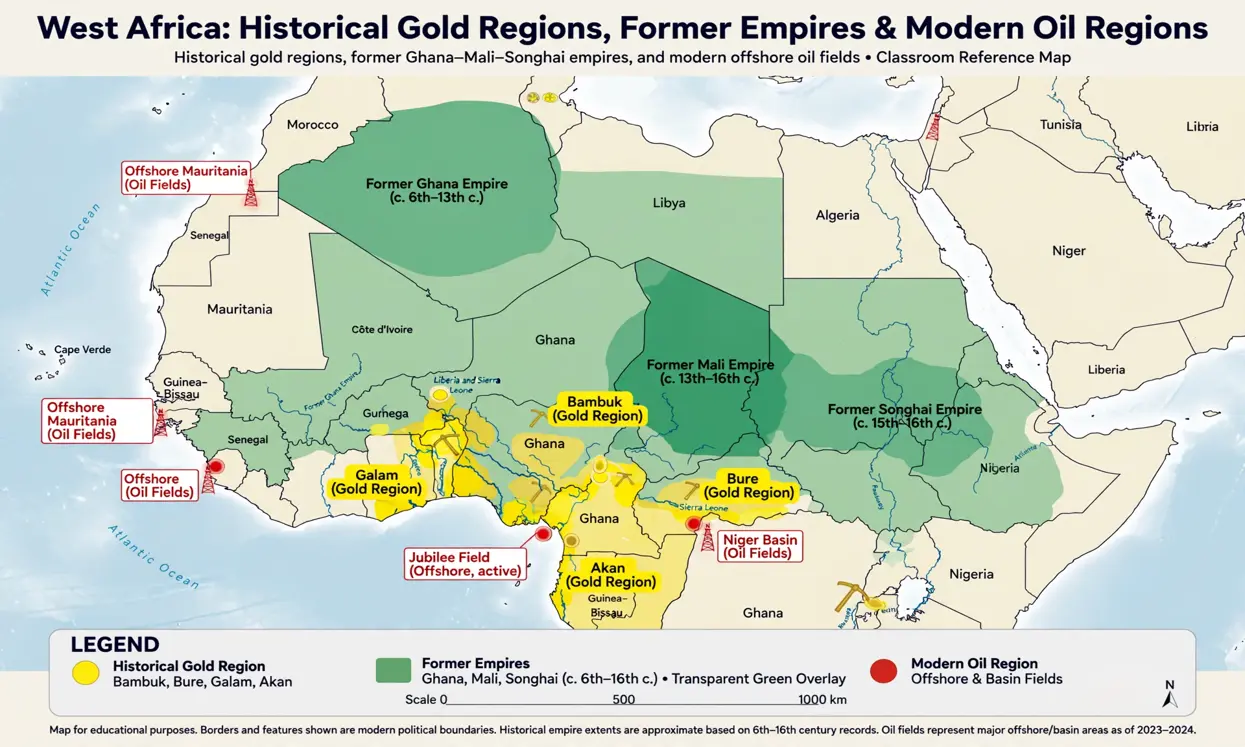 West Africa: Historical Gold Regions, Former Empires & Modern Oil Regions
Historical gold regions, former Ghana–Mali–Songhai empires, and modern offshore oil fields • Classroom Reference Map
Morocco
Tunisia
Libria
Offshore Mauritania
(Oil Fields)
Former Ghana Empire
(c. 6th–13th c.)
Libya
Algeria
Atlantic Ocean
Senegal
Niger
Mauritania
Côte d'Ivoire
Ghana
Cape Verde
Former Mali Empire
(c. 13th–16th c.)
Liberia
Guinea-
Bissau
Former Ghana Empire
Liberia and Sierra
Leone
Offshore
Mauritania
(Oil Fields)
Gumega
Bambuk
(Gold Region)
Former Songhai Empire
(c. 15th–16th c.)
Senegal
Ghana
Nigeria
Offshore
(Oil Fields)
Galam
(Gold Region)
Bure
(Gold Region)
Sierra Leone
Atlantic Ocean
Ghana
Jubilee Field
(Offshore, active)
Niger Basin
(Oil Fields)
Akan
(Gold Region)
Nigeria
Guinea-
Bissau
Ghana
LEGEND
Historical Gold Region
Bambuk, Bure, Galam, Akan
Former Empires
Ghana, Mali, Songhai (c. 6th–16th c.) • Transparent Green Overlay
Modern Oil Region
Offshore & Basin Fields
Scale 0 500 1000 km
N
Map for educational purposes. Borders and features shown are modern political boundaries. Historical empire extents are approximate based on 6th–16th century records. Oil fields represent major offshore/basin areas as of 2023–2024.